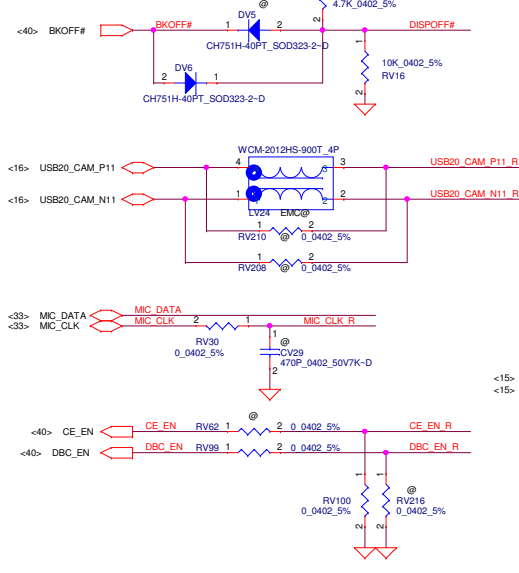 @
4.7K_0402_5%
<40> BKOFF# BKOFF# 1 DV5 2 DISPOFF#
CH751H-40PT_SOD323-2~D
1
10K_0402_5%
RV16
2
DV6
2 1
CH751H-40PT_SOD323-2~D
WCM-2012HS-900T_4P
<16> USB20_CAM_P11 4 3 USB20_CAM_P11_R
<16> USB20_CAM_N11 1 2 USB20_CAM_N11_R
LV24 EMC@
1 2
RV210 @ 0_0402_5%
1 2
RV208 @ 0_0402_5%
<33> MIC_DATA MIC_DATA
<33> MIC_CLK MIC_CLK 2 1 MIC_CLK_R
RV30
0_0402_5%
1 @
CV29
470P_0402_50V7K~D
2
<15>
<15>
@
<40> CE_EN CE_EN RV62 1 2 0_0402_5% CE_EN_R
<40> DBC_EN DBC_EN RV99 1 2 0_0402_5% DBC_EN_R
1 1
@
RV100 RV216
0_0402_5% 0_0402_5%
2 2